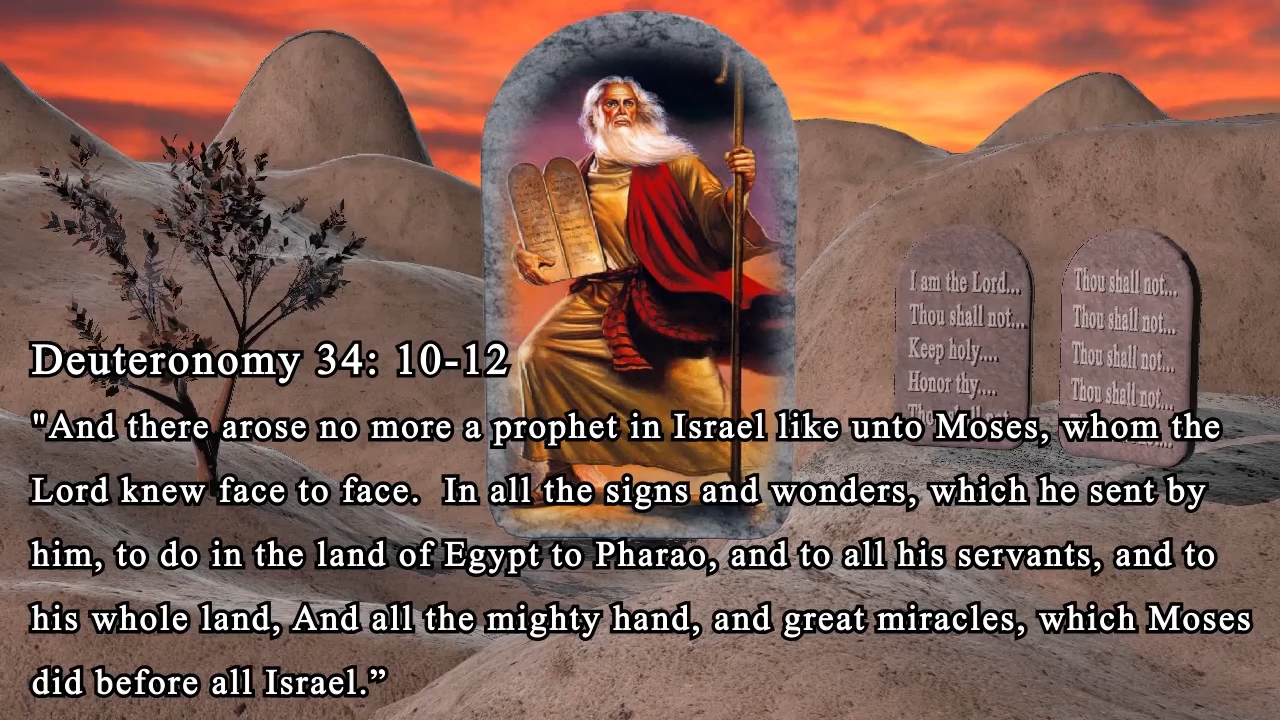 I am the Lord...
Thou shall not...
Keep holy....
Honor thy....
Thou shall not...
Thou shall not...
Thou shall not...
Thou shall not...
Deuteronomy 34: 10-12
"And there arose no more a prophet in Israel like unto Moses, whom the
Lord knew face to face.  In all the signs and wonders, which he sent by
him, to do in the land of Egypt to Pharao, and to all his servants, and to
his whole land, And all the mighty hand, and great miracles, which Moses
did before all Israel.”